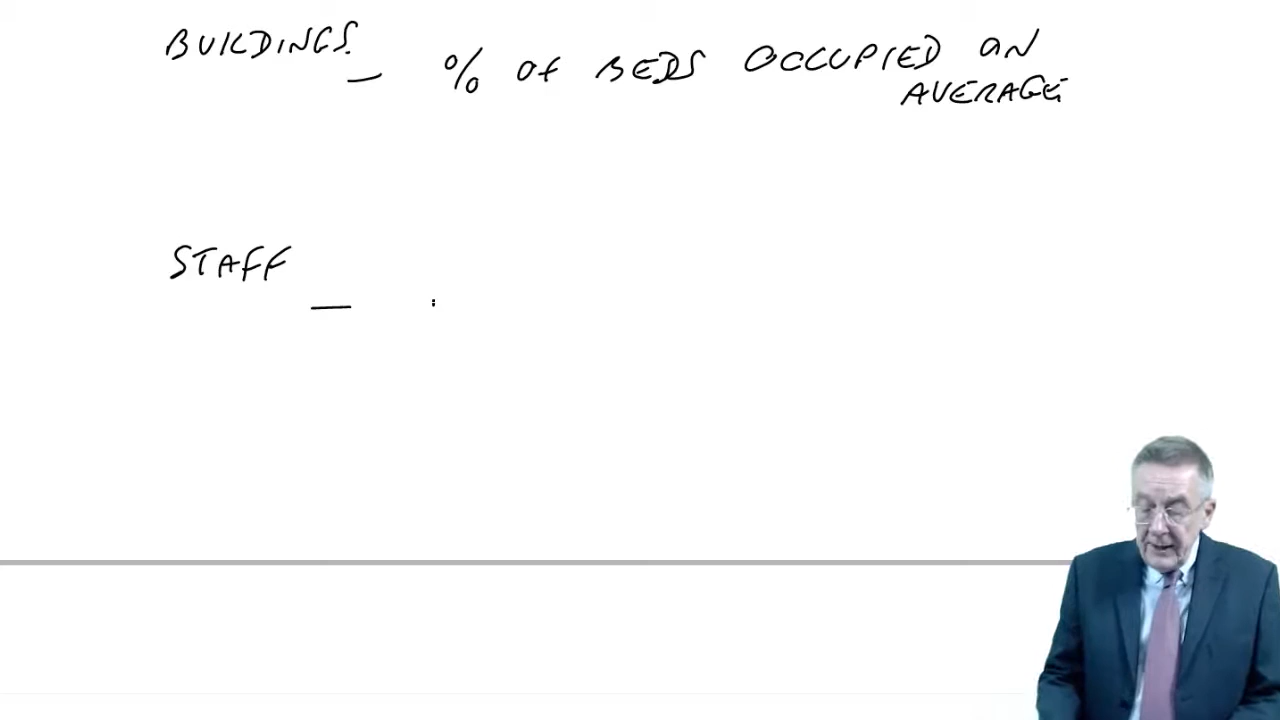 BUILDINGS.
— % Of BEDS OCCUPIED ON
AVERAGE
STAFF
—